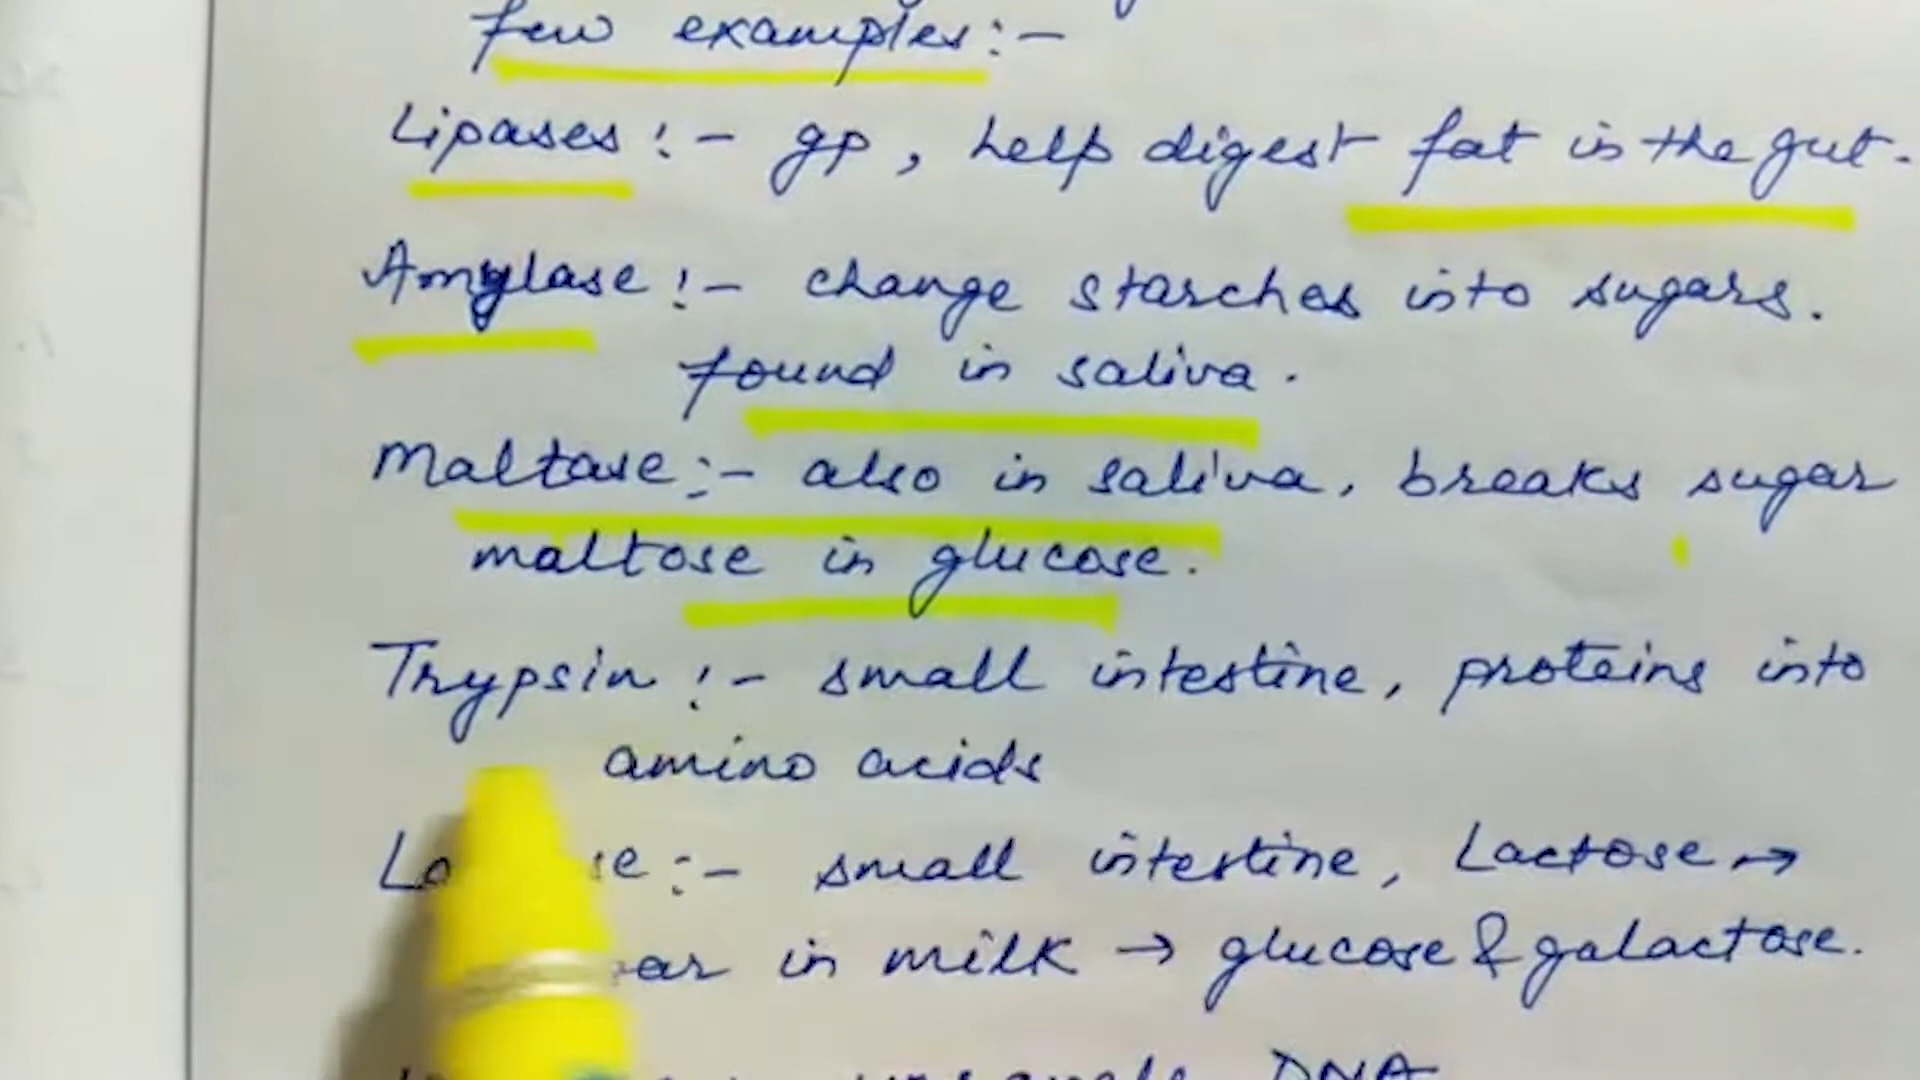 few examples:-
Lipases :- gp, help digest fat in the gut.
Amylase :- change starches into sugars.
found in saliva.
Maltase :- also in saliva, breaks sugar
maltose in glucose.
Trypsin :- small intestine, proteins into
amino acids
:- small intestine, Lactose →
in milk → glucose & galactose.
DNA